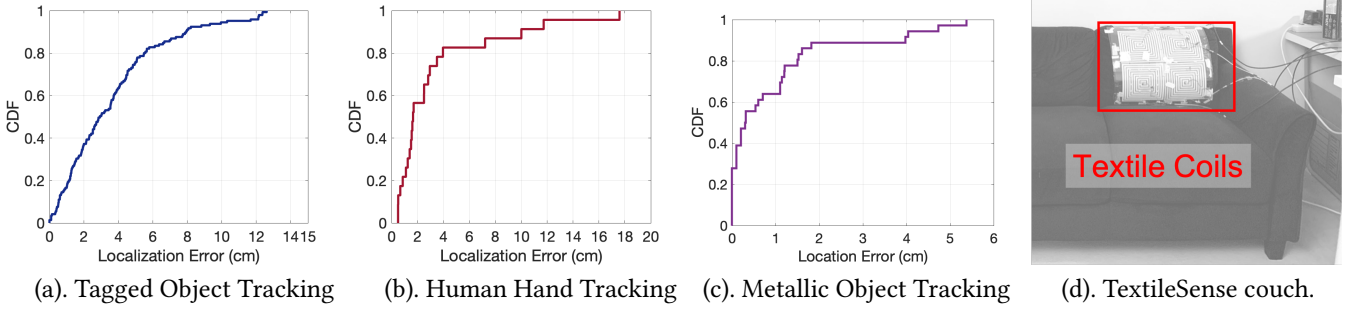 1
0.8
0.6
0.4
0.2
0
CDF
0 2 4 6 8 10 12 1415
Localization Error (cm)
(a). Tagged Object Tracking
1
0.8
0.6
0.4
0.2
0
CDF
0 2 4 6 8 10 12 14 16 18 20
Localization Error (cm)
(b). Human Hand Tracking
1
0.8
0.6
0.4
0.2
0
CDF
0 1 2 3 4 5 6
Location Error (cm)
(c). Metallic Object Tracking
Textile Coils
(d). TextileSense couch.